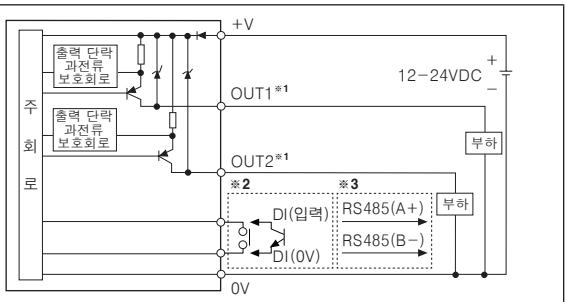 +V
출력 단락
과전류
보호회로
12-24VDC
+
-
OUT1※1
주
회
로
출력 단락
과전류
보호회로
부하
OUT2※1
※2
※3
DI(입력)
RS485(A+)
부하
RS485(B-)
DI(0V)
0V